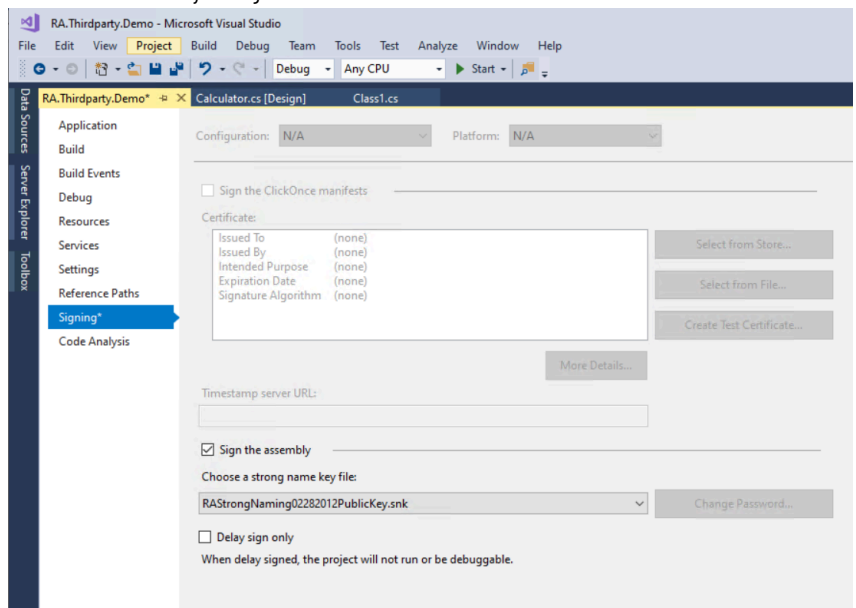 RA.Thirdparty.Demo - Microsoft Visual Studio
File Edit View Project Build Debug Team Tools Test Analyze Window Help
Debug Any CPU Start
RA.Thirdparty.Demo* Calculator.cs [Design] Class1.cs
Data Sources
Server Explorer
Toolbox
Application
Build
Build Events
Debug
Resources
Services
Settings
Reference Paths
Signing*
Code Analysis
Configuration: N/A Platform: N/A
Sign the ClickOnce manifests
Certificate:
Issued To (none)
Issued By (none)
Intended Purpose (none)
Expiration Date (none)
Signature Algorithm (none)
Select from Store...
Select from File...
Create Test Certificate...
More Details...
Timestamp server URL:
Sign the assembly
Choose a strong name key file:
RAStrongNaming02282012PublicKey.snk
Change Password...
Delay sign only
When delay signed, the project will not run or be debuggable.